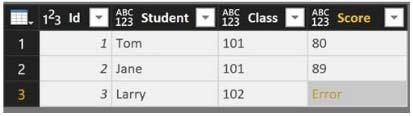 1²3 Id ABC 123 Student ABC 123 Class ABC 123 Score
1 1 Tom 101 80
2 2 Jane 101 89
3 3 Larry 102 Error